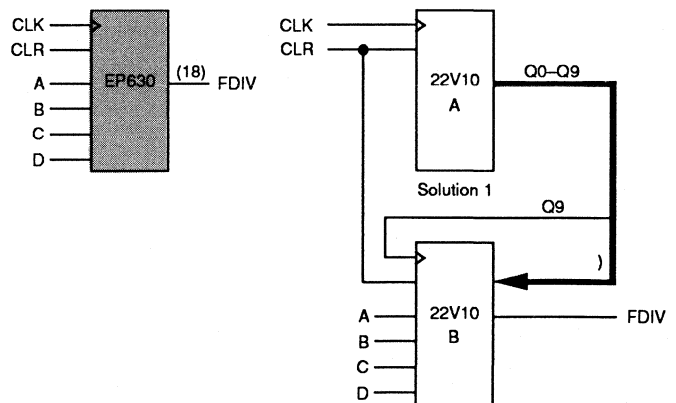 CLK
CLR
A
B
C
D
EP630
(18)
FDIV
CLK
CLR
22V10
A
Q0–Q9
Solution 1
Q9
)
22V10
B
A
B
C
D
FDIV